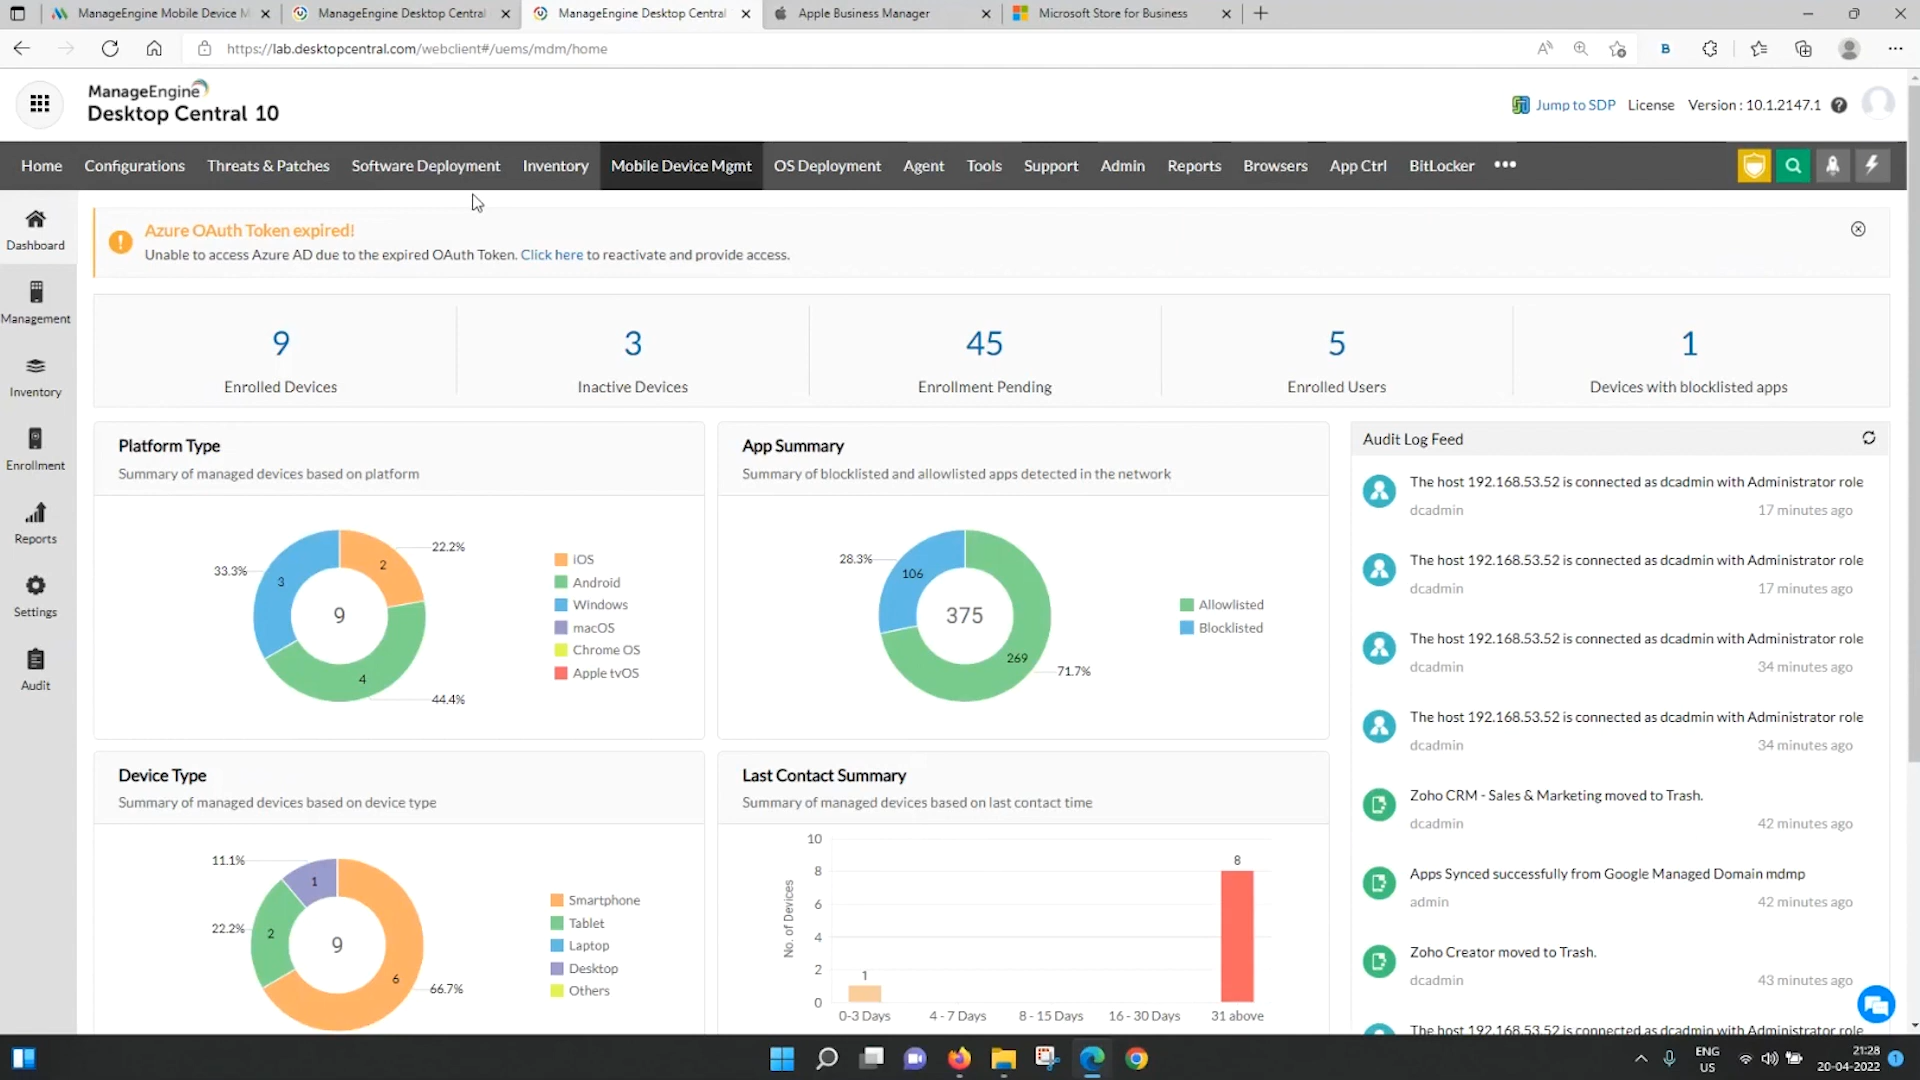 ManageEngine Mobile Device M
ManageEngine Desktop Central
ManageEngine Desktop Central
Apple Business Manager
Microsoft Store for Business
https://lab.desktopcentral.com/webclient#/uems/mdm/home
ManageEngine
Desktop Central 10
Jump to SDP
License
Version : 10.1.2147.1
Home
Configurations
Threats & Patches
Software Deployment
Inventory
Mobile Device Mgmt
OS Deployment
Agent
Tools
Support
Admin
Reports
Browsers
App Ctrl
BitLocker
Dashboard
Management
Inventory
Enrollment
Reports
Settings
Audit
Azure OAuth Token expired!
Unable to access Azure AD due to the expired OAuth Token. Click here to reactivate and provide access.
9
Enrolled Devices
3
Inactive Devices
45
Enrollment Pending
5
Enrolled Users
1
Devices with blocklisted apps
Platform Type
Summary of managed devices based on platform
22.2%
33.3%
2
3
9
4
44.4%
iOS
Android
Windows
macOS
Chrome OS
Apple tvOS
App Summary
Summary of blocklisted and allowlisted apps detected in the network
28.3%
106
375
269
71.7%
Allowlisted
Blocklisted
Device Type
Summary of managed devices based on device type
11.1%
1
22.2%
2
9
6
66.7%
Smartphone
Tablet
Laptop
Desktop
Others
Last Contact Summary
Summary of managed devices based on last contact time
No. of Devices
10
8
6
4
2
0
1
8
0-3 Days
4 - 7 Days
8 - 15 Days
16 - 30 Days
31 above
Audit Log Feed
The host 192.168.53.52 is connected as dcadmin with Administrator role
dcadmin
17 minutes ago
The host 192.168.53.52 is connected as dcadmin with Administrator role
dcadmin
17 minutes ago
The host 192.168.53.52 is connected as dcadmin with Administrator role
dcadmin
34 minutes ago
The host 192.168.53.52 is connected as dcadmin with Administrator role
dcadmin
34 minutes ago
Zoho CRM - Sales & Marketing moved to Trash.
dcadmin
42 minutes ago
Apps Synced successfully from Google Managed Domain mdmp
admin
42 minutes ago
Zoho Creator moved to Trash.
dcadmin
43 minutes ago
The host 192.168.53.52 is connected as dcadmin with Administrator role
ENG
US
21:28
20-04-2022
1